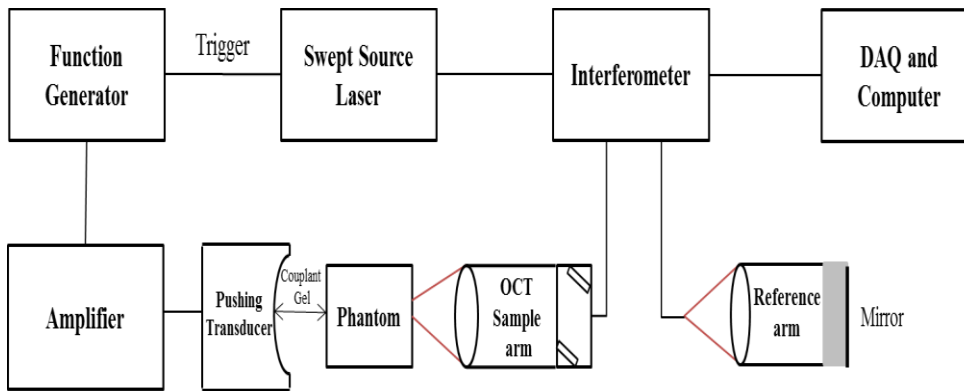 Function
Generator
Trigger
Swept Source
Laser
Interferometer
DAQ and
Computer
Amplifier
Pushing
Transducer
Couplant
Gel
Phantom
OCT
Sample
arm
Reference
arm
Mirror